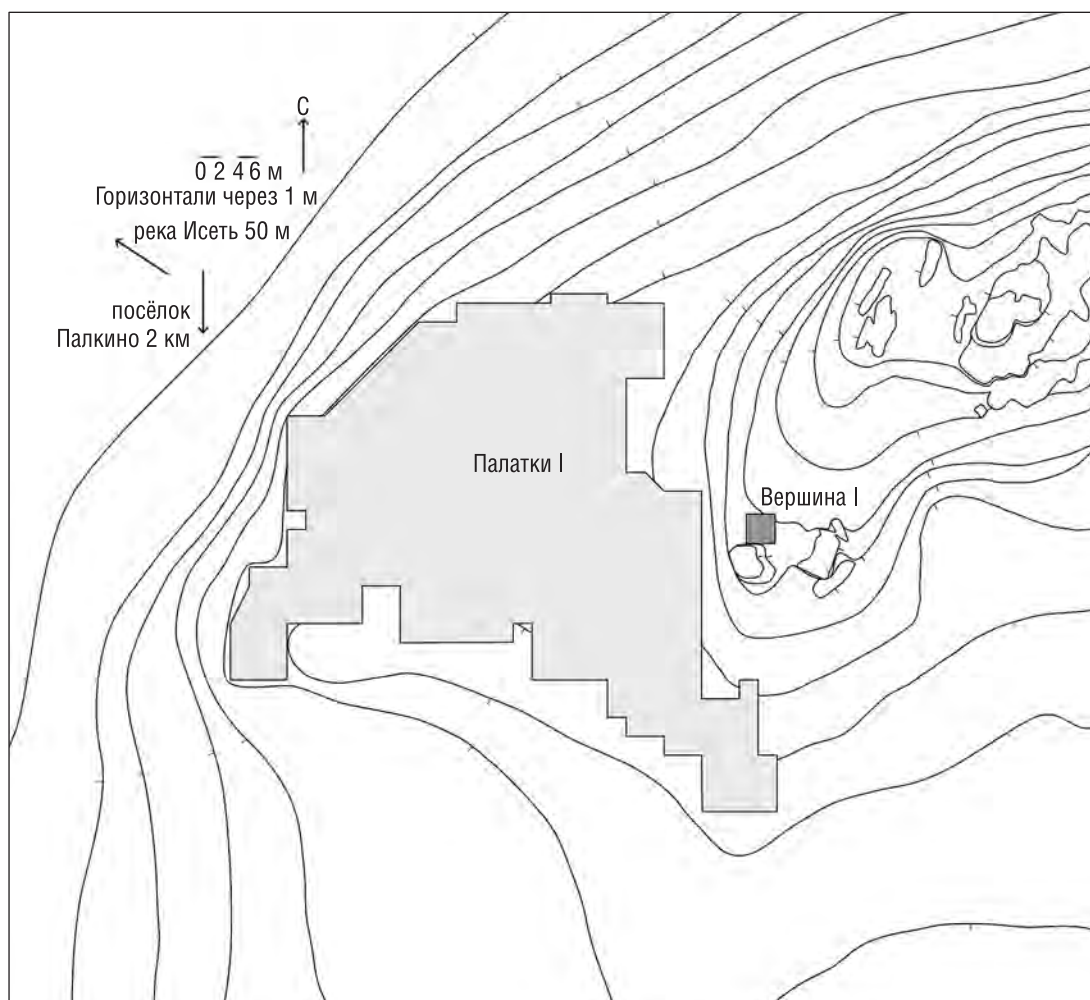 С
0 2 4 6 м
Горизонтали через 1 м
река Исеть 50 м
посёлок
Палкино 2 км
Палатки I
Вершина I